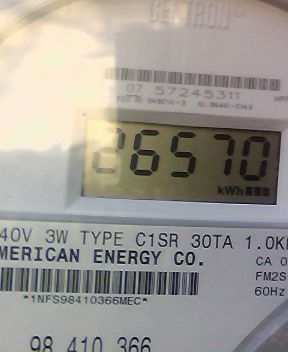 CENTRON
07 57245311
26570
kWh
40V 3W TYPE C1SR 30TA 1.0K
MERICAN ENERGY CO.
CA 0
FM2S
*1NFS98410366MEC*
60Hz
98 410 366